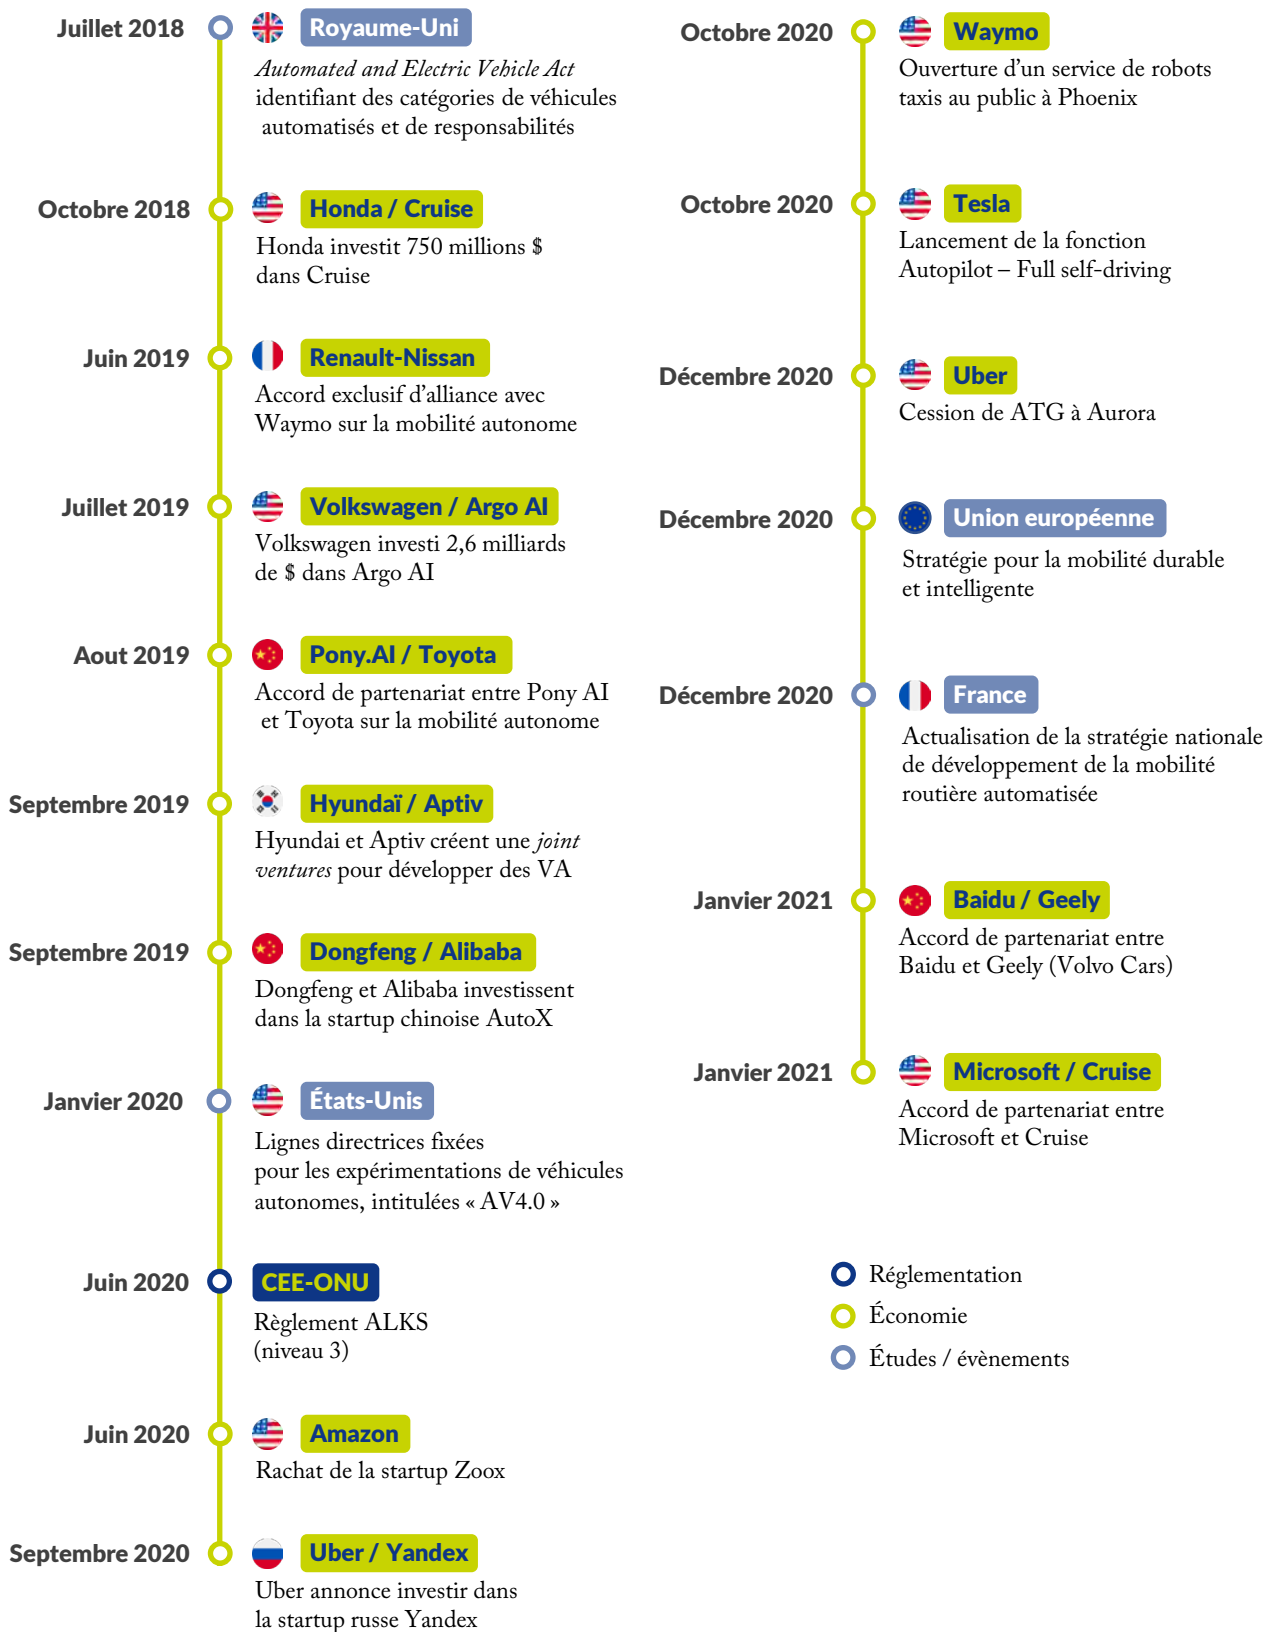 Juillet 2018
Royaume-Uni
Automated and Electric Vehicle Act
identifiant des catégories de véhicules
automatisés et de responsabilités
Octobre 2018
Honda / Cruise
Honda investit 750 millions $
dans Cruise
Juin 2019
Renault-Nissan
Accord exclusif d'alliance avec
Waymo sur la mobilité autonome
Juillet 2019
Volkswagen / Argo AI
Volkswagen investi 2,6 milliards
de $ dans Argo AI
Aout 2019
Pony.AI / Toyota
Accord de partenariat entre Pony AI
et Toyota sur la mobilité autonome
Septembre 2019
Hyundaï / Aptiv
Hyundai et Aptiv créent une joint
ventures pour développer des VA
Septembre 2019
Dongfeng / Alibaba
Dongfeng et Alibaba investissent
dans la startup chinoise AutoX
Janvier 2020
États-Unis
Lignes directrices fixées
pour les expérimentations de véhicules
autonomes, intitulées « AV4.0 »
Juin 2020
CEE-ONU
Règlement ALKS
(niveau 3)
Juin 2020
Amazon
Rachat de la startup Zoox
Septembre 2020
Uber / Yandex
Uber annonce investir dans
la startup russe Yandex
Octobre 2020
Waymo
Ouverture d'un service de robots
taxis au public à Phoenix
Octobre 2020
Tesla
Lancement de la fonction
Autopilot – Full self-driving
Décembre 2020
Uber
Cession de ATG à Aurora
Décembre 2020
Union européenne
Stratégie pour la mobilité durable
et intelligente
Décembre 2020
France
Actualisation de la stratégie nationale
de développement de la mobilité
routière automatisée
Janvier 2021
Baidu / Geely
Accord de partenariat entre
Baidu et Geely (Volvo Cars)
Janvier 2021
Microsoft / Cruise
Accord de partenariat entre
Microsoft et Cruise
Réglementation
Économie
Études / évènements